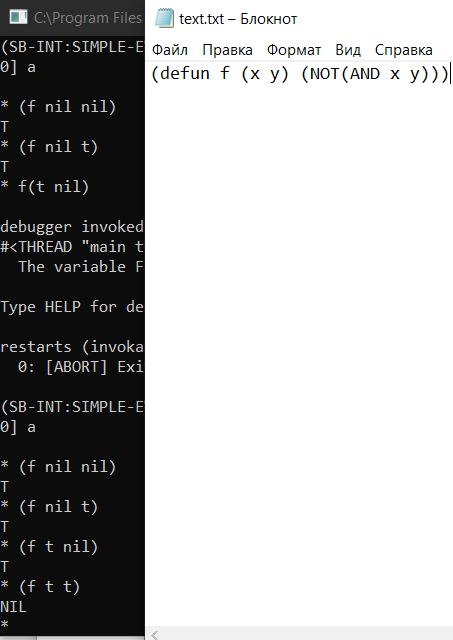 C:\Program Files
(SB-INT:SIMPLE-E
0] a
* (f nil nil)
T
* (f nil t)
T
* f(t nil)
debugger invoked
#<THREAD "main t
The variable F
Type HELP for de
restarts (invoka
0: [ABORT] Exi
(SB-INT:SIMPLE-E
0] a
* (f nil nil)
T
* (f nil t)
T
* (f t nil)
T
* (f t t)
NIL
*
text.txt – Блокнот
Файл Правка Формат Вид Справка
(defun f (x y) (NOT(AND x y)))